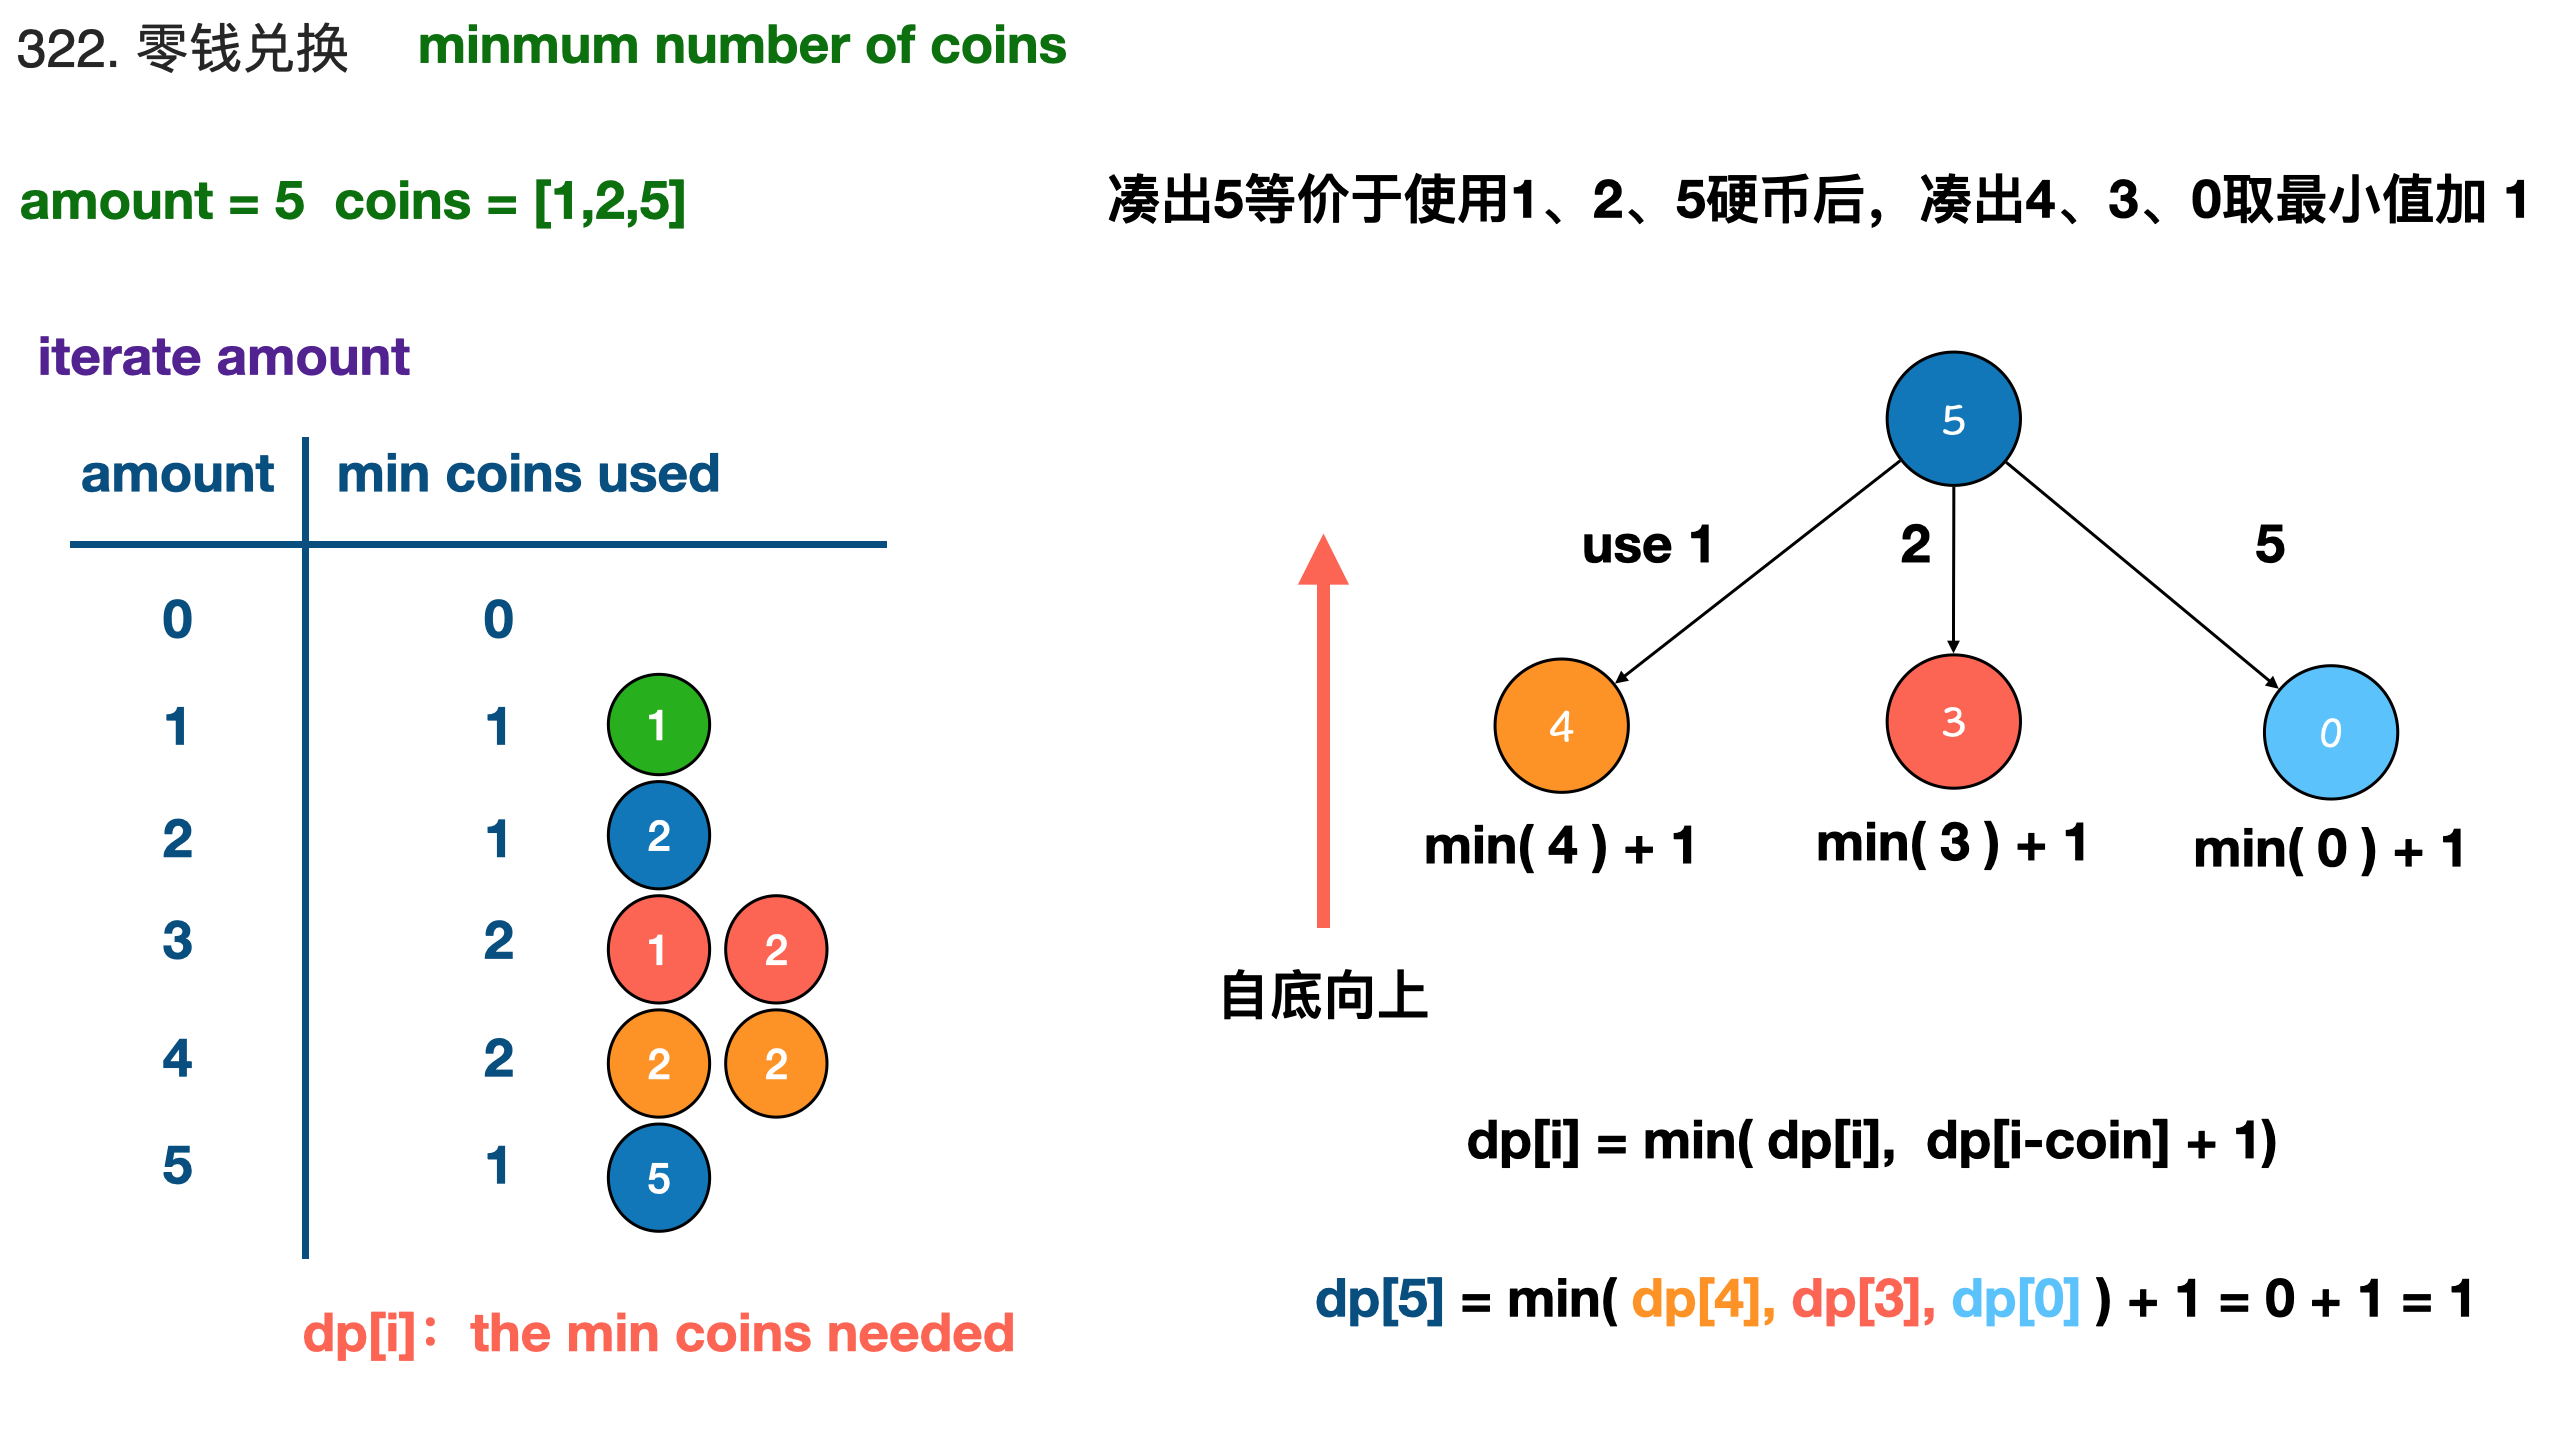 322. 零钱兑换 minmum number of coins
amount = 5 coins = [1,2,5]
凑出5等价于使用1、2、5硬币后，凑出4、3、0取最小值加 1
iterate amount
amount min coins used
0 0
1 1 1
2 1 2
3 2 1 2
4 2 2 2
5 1 5
dp[i]：the min coins needed
5
use 1 2 5
4 3 0
min( 4 ) + 1 min( 3 ) + 1 min( 0 ) + 1
自底向上
dp[i] = min( dp[i], dp[i-coin] + 1)
dp[5] = min( dp[4], dp[3], dp[0] ) + 1 = 0 + 1 = 1